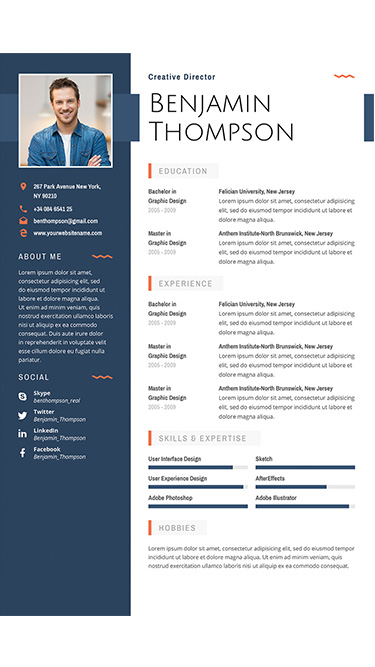 267 Park Avenue New York,
NY 90210
+34 084 6541 25
benthompson@gmail.com
www.yourwebsitename.com
ABOUT ME
Lorem ipsum dolor sit amet,
consectetur adipiscing elit, sed
do eiusmod tempor incididunt ut
labore et dolore magna aliqua.
Ut enim ad minim veniam, quis
nostrud exercitation ullamco
laboris nisi ut aliquip ex ea
commodo consequat.
Duis aute irure dolor
in reprehenderit in voluptate velit
esse cillum dolore eu fugiat nulla
pariatur.
SOCIAL
Skype
benthompson_real
Twitter
Benjamin_Thompson
LinkedIn
Benjamin_Thompson
Facebook
Benjamin_Thompson
Creative Director
BENJAMIN
THOMPSON
EDUCATION
Bachelor in
Graphic Design
2005 - 2009
Felician University, New Jersey
Lorem ipsum dolor sit amet, consectetur adipiscing
elit, sed do eiusmod tempor incididunt ut labore et
dolore magna aliqua.
Master in
Graphic Design
2005 - 2009
Anthem Institute-North Brunswick, New Jersey
Lorem ipsum dolor sit amet, consectetur adipiscing
elit, sed do eiusmod tempor incididunt ut labore et
dolore magna aliqua.
EXPERIENCE
Bachelor in
Graphic Design
2005 - 2009
Felician University, New Jersey
Lorem ipsum dolor sit amet, consectetur adipiscing
elit, sed do eiusmod tempor incididunt ut labore et
dolore magna aliqua.
Master in
Graphic Design
2005 - 2009
Anthem Institute-North Brunswick, New Jersey
Lorem ipsum dolor sit amet, consectetur adipiscing
elit, sed do eiusmod tempor incididunt ut labore et
dolore magna aliqua.
Master in
Graphic Design
2005 - 2009
Anthem Institute-North Brunswick, New Jersey
Lorem ipsum dolor sit amet, consectetur adipiscing
elit, sed do eiusmod tempor incididunt ut labore et
dolore magna aliqua.
SKILLS & EXPERTISE
User Interface Design
Sketch
User Experience Design
AfterEffects
Adobe Photoshop
Adobe Illustrator
HOBBIES
Lorem ipsum dolor sit amet, consectetur adipiscing elit, sed do eiusmod
tempor incididunt ut labore et dolore magna aliqua. Ut enim ad minim
veniam, quis nostrud exercitation ullamco laboris nisi ut aliquip ex ea